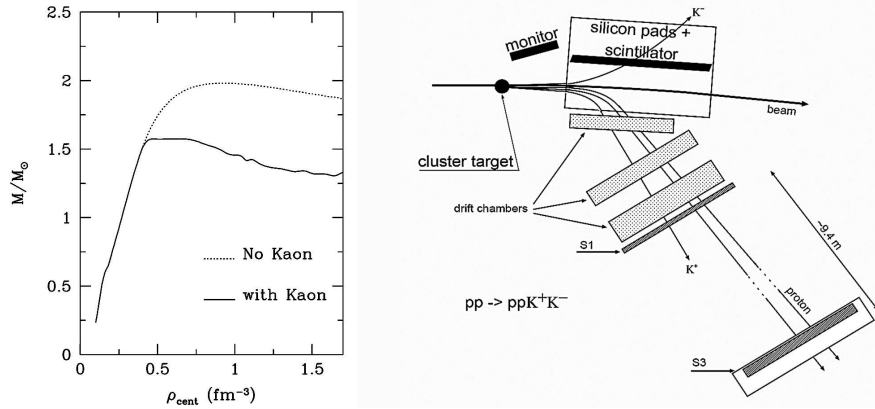 M/M⊙
2.5
2
1.5
1
0.5
0
No Kaon
with Kaon
0 0.5 1 1.5
ρcent (fm⁻³)
K⁻
monitor
silicon pads +
scintillator
beam
cluster target
drift chambers
S1
K⁺
~9.4 m
pp -> ppK⁺K⁻
proton
S3